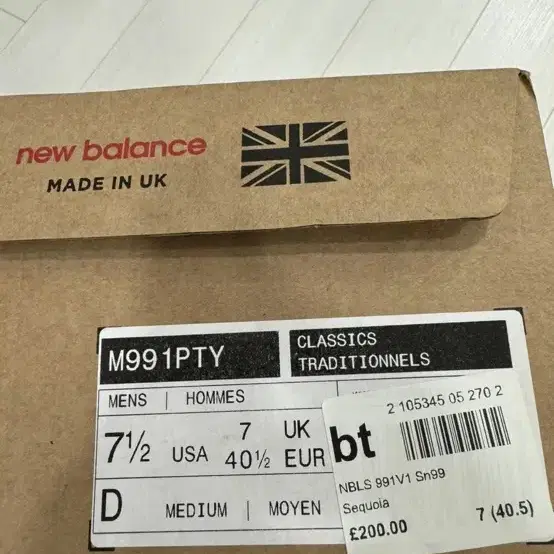 new balance
MADE IN UK
M991PTY
CLASSICS
TRADITIONNELS
MENS | HOMMES
7½ USA 7 UK
40½ EUR
D MEDIUM | MOYEN
bt
2 105345 05 270 2
NBLS 991V1 Sn99
Sequoia
£200.00
7 (40.5)